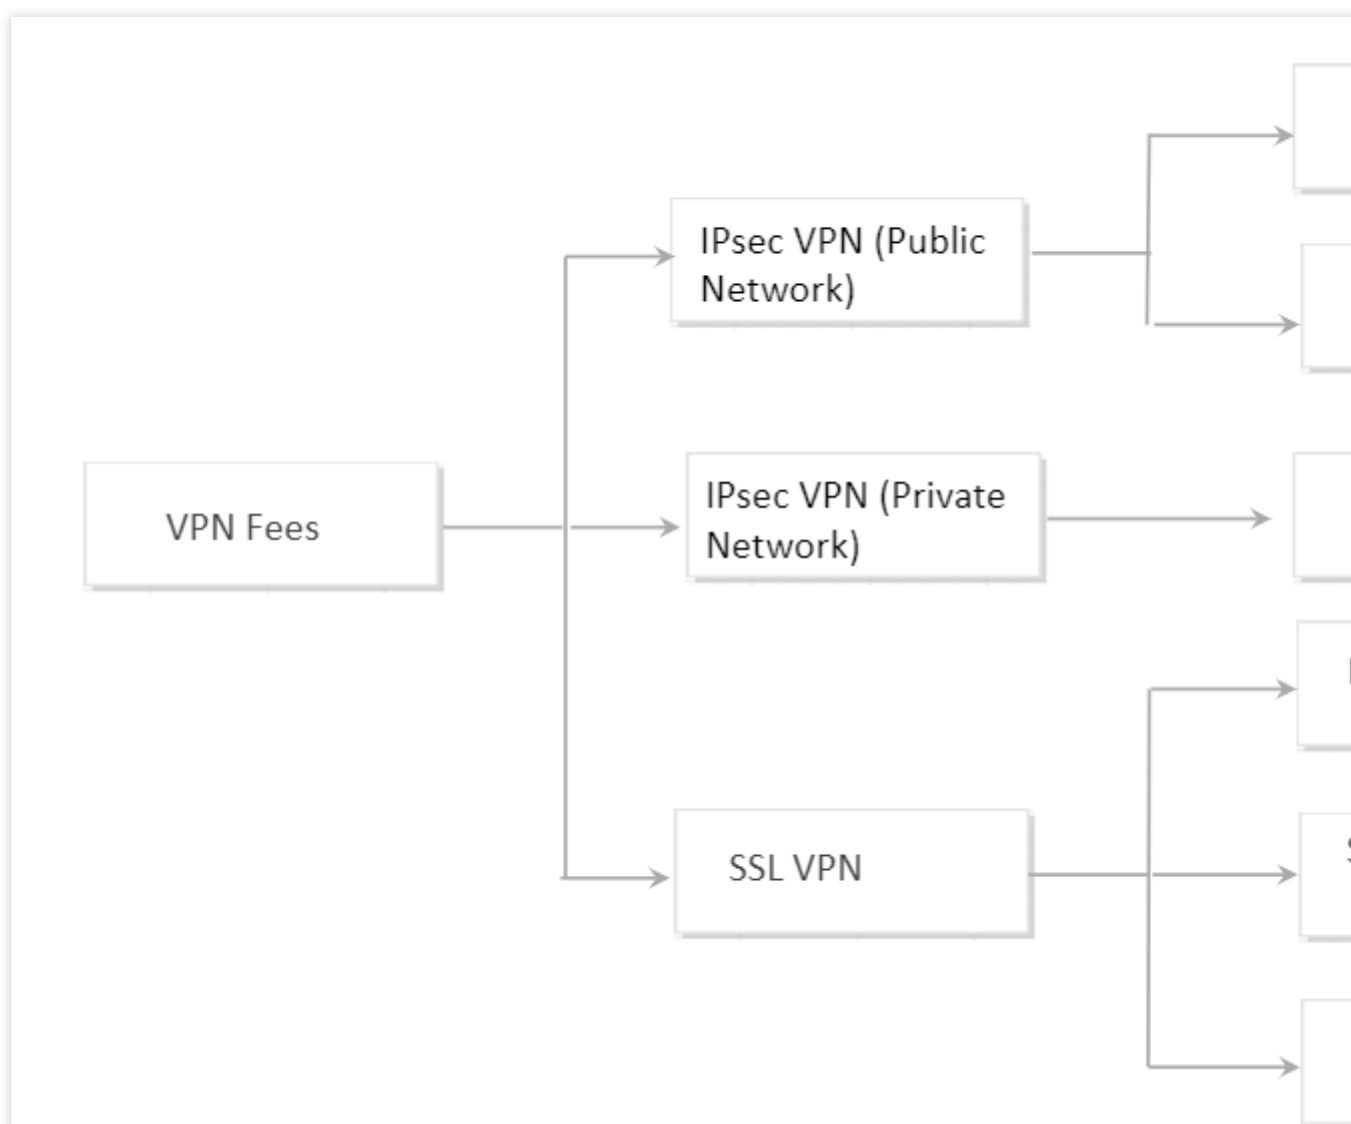 IPsec VPN (Public
Network)
VPN Fees
IPsec VPN (Private
Network)
SSL VPN